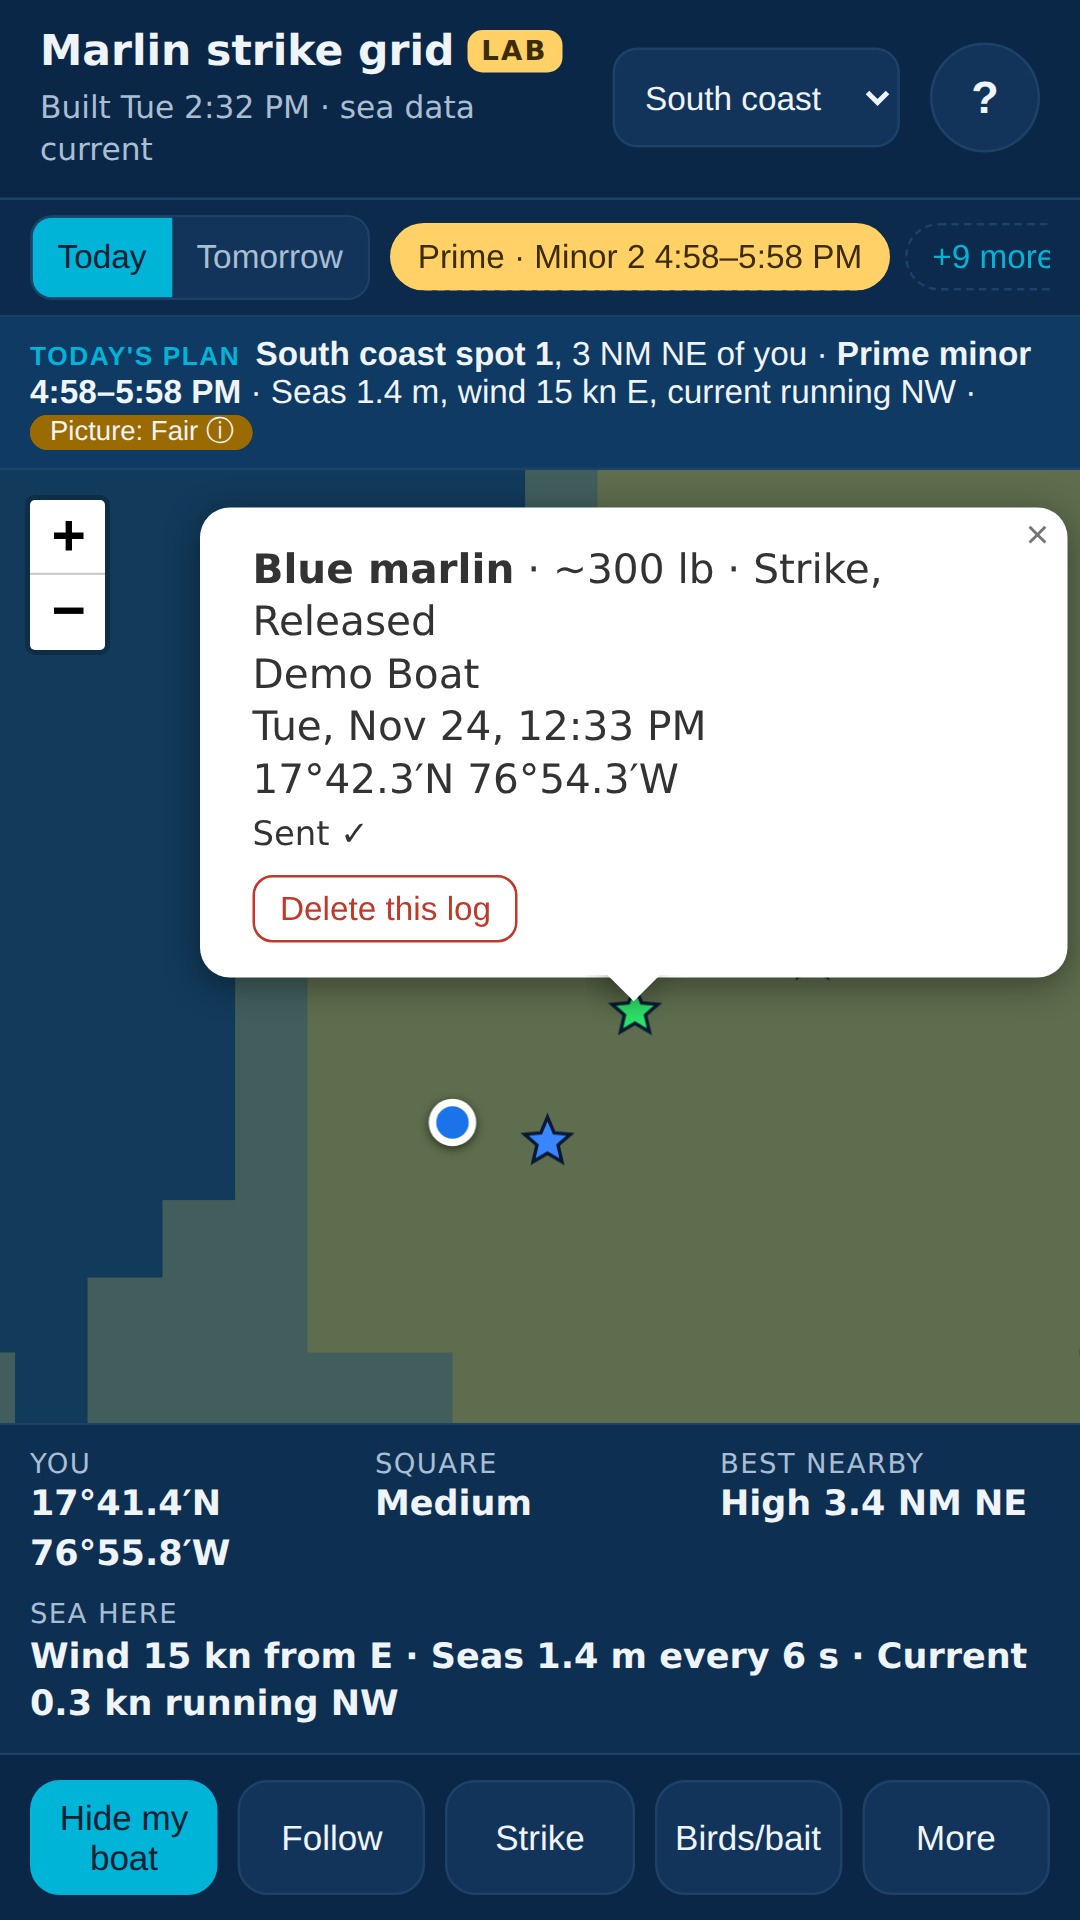 Marlin strike grid LAB
Built Tue 2:32 PM · sea data
current
South coast
?
Today
Tomorrow
Prime · Minor 2 4:58–5:58 PM
+9 more
TODAY'S PLAN South coast spot 1, 3 NM NE of you · Prime minor
4:58–5:58 PM · Seas 1.4 m, wind 15 kn E, current running NW ·
Picture: Fair ⓘ
+
−
×
Blue marlin · ~300 lb · Strike,
Released
Demo Boat
Tue, Nov 24, 12:33 PM
17°42.3′N 76°54.3′W
Sent ✓
Delete this log
YOU
17°41.4′N
76°55.8′W
SQUARE
Medium
BEST NEARBY
High 3.4 NM NE
SEA HERE
Wind 15 kn from E · Seas 1.4 m every 6 s · Current
0.3 kn running NW
Hide my
boat
Follow
Strike
Birds/bait
More